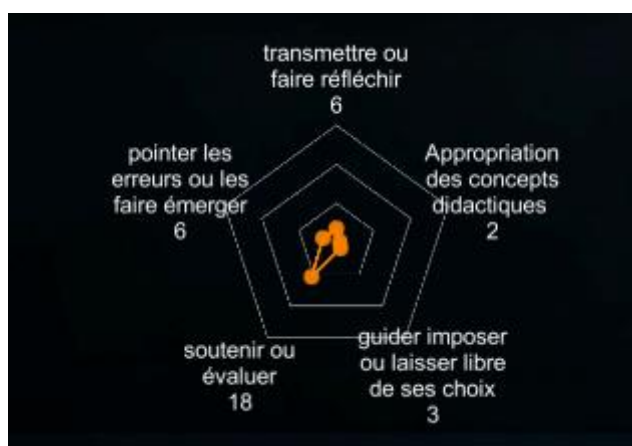 transmettre ou
faire réfléchir
6
Appropriation
des concepts
didactiques
2
guider imposer
ou laisser libre
de ses choix
3
soutenir ou
évaluer
18
pointer les
erreurs ou les
faire émerger
6